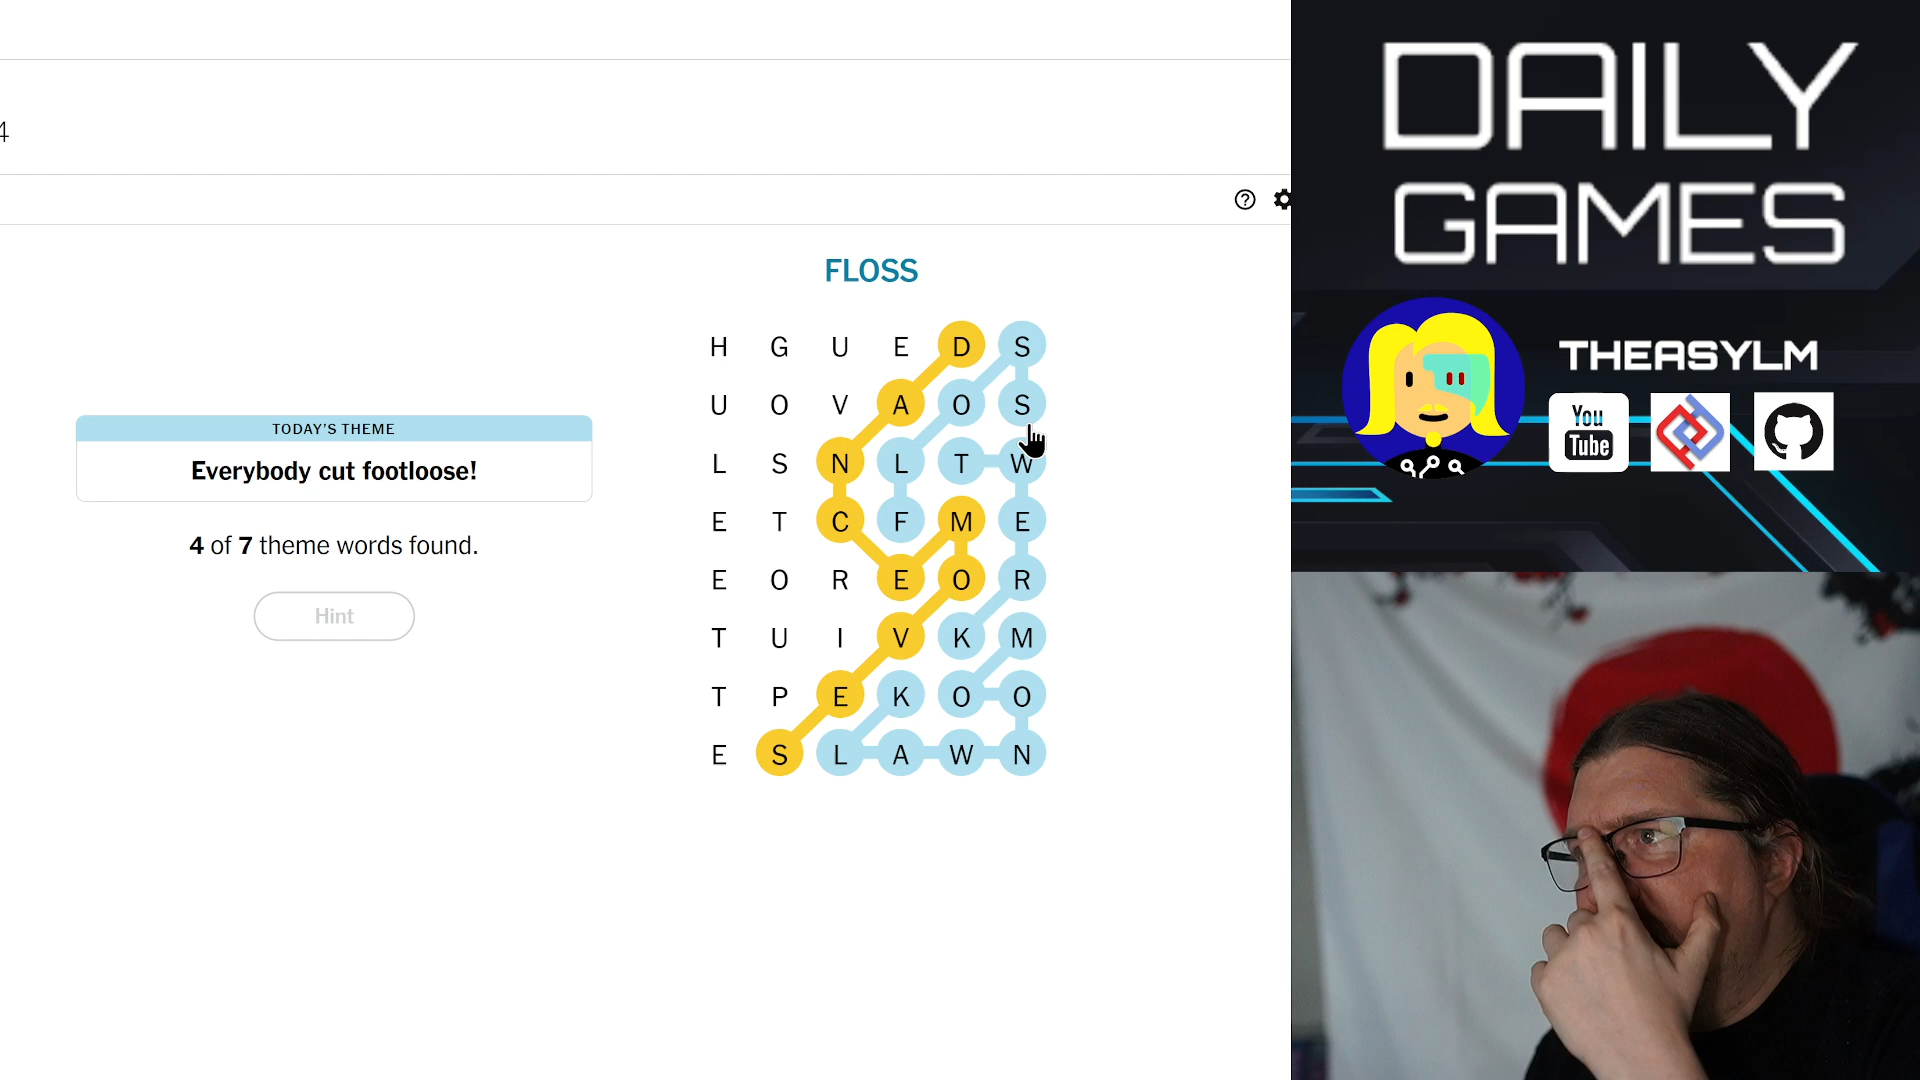 DAILY
GAMES
4
THEASYLM
You
Tube
FLOSS
H G U E D S
U O V A O S
L S N L T W
E T C F M E
E O R E O R
T U I V K M
T P E K O O
E S L A W N
TODAY'S THEME
Everybody cut footloose!
4 of 7 theme words found.
Hint